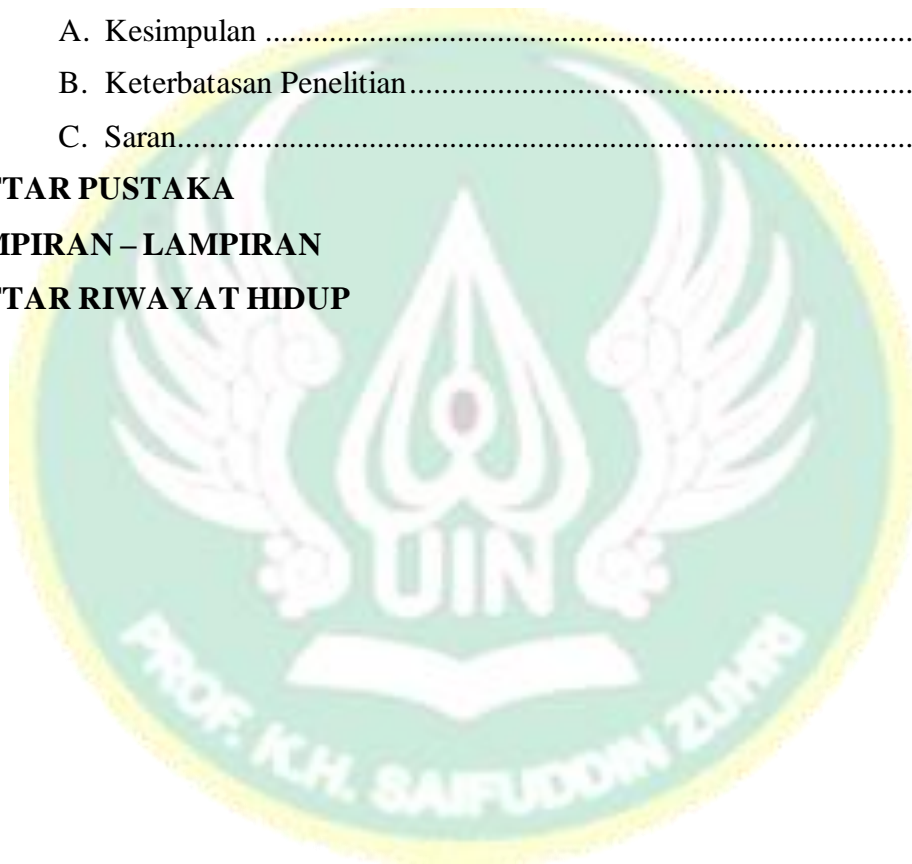 A. Kesimpulan ................................................................................
B. Keterbatasan Penelitian..............................................................
C. Saran...........................................................................................
TAR PUSTAKA
MPIRAN – LAMPIRAN
TAR RIWAYAT HIDUP
UIN
PROF. K.H. SAIFUDDIN ZUHRI